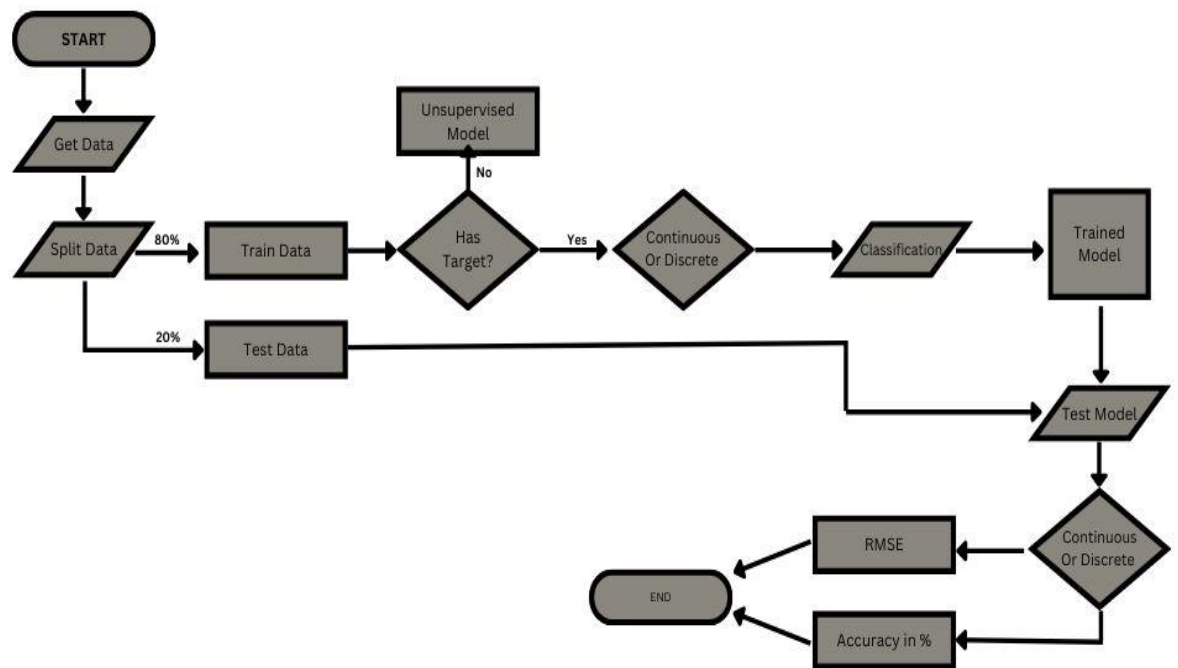 START
Get Data
Split Data
80%
Train Data
Has
Target?
No
Unsupervised
Model
Yes
Continuous
Or Discrete
Classification
Trained
Model
20%
Test Data
Test Model
Continuous
Or Discrete
RMSE
Accuracy in %
END